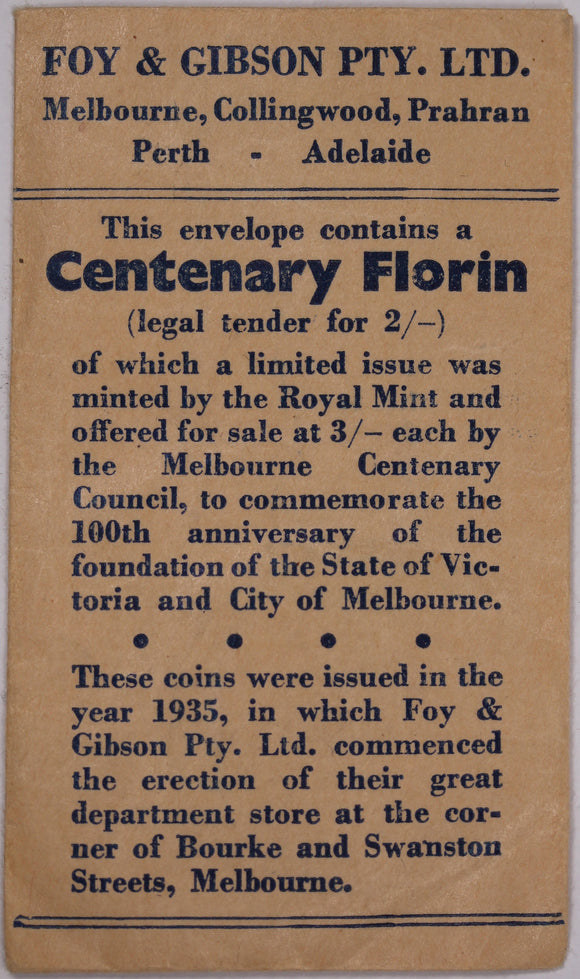 FOY & GIBSON PTY. LTD.
Melbourne, Collingwood, Prahran
Perth - Adelaide
This envelope contains a
Centenary Florin
(legal tender for 2/-)
of which a limited issue was
minted by the Royal Mint and
offered for sale at 3/- each by
the Melbourne Centenary
Council, to commemorate the
100th anniversary of the
foundation of the State of Vic-
toria and City of Melbourne.
These coins were issued in the
year 1935, in which Foy &
Gibson Pty. Ltd. commenced
the erection of their great
department store at the cor-
ner of Bourke and Swanston
Streets, Melbourne.